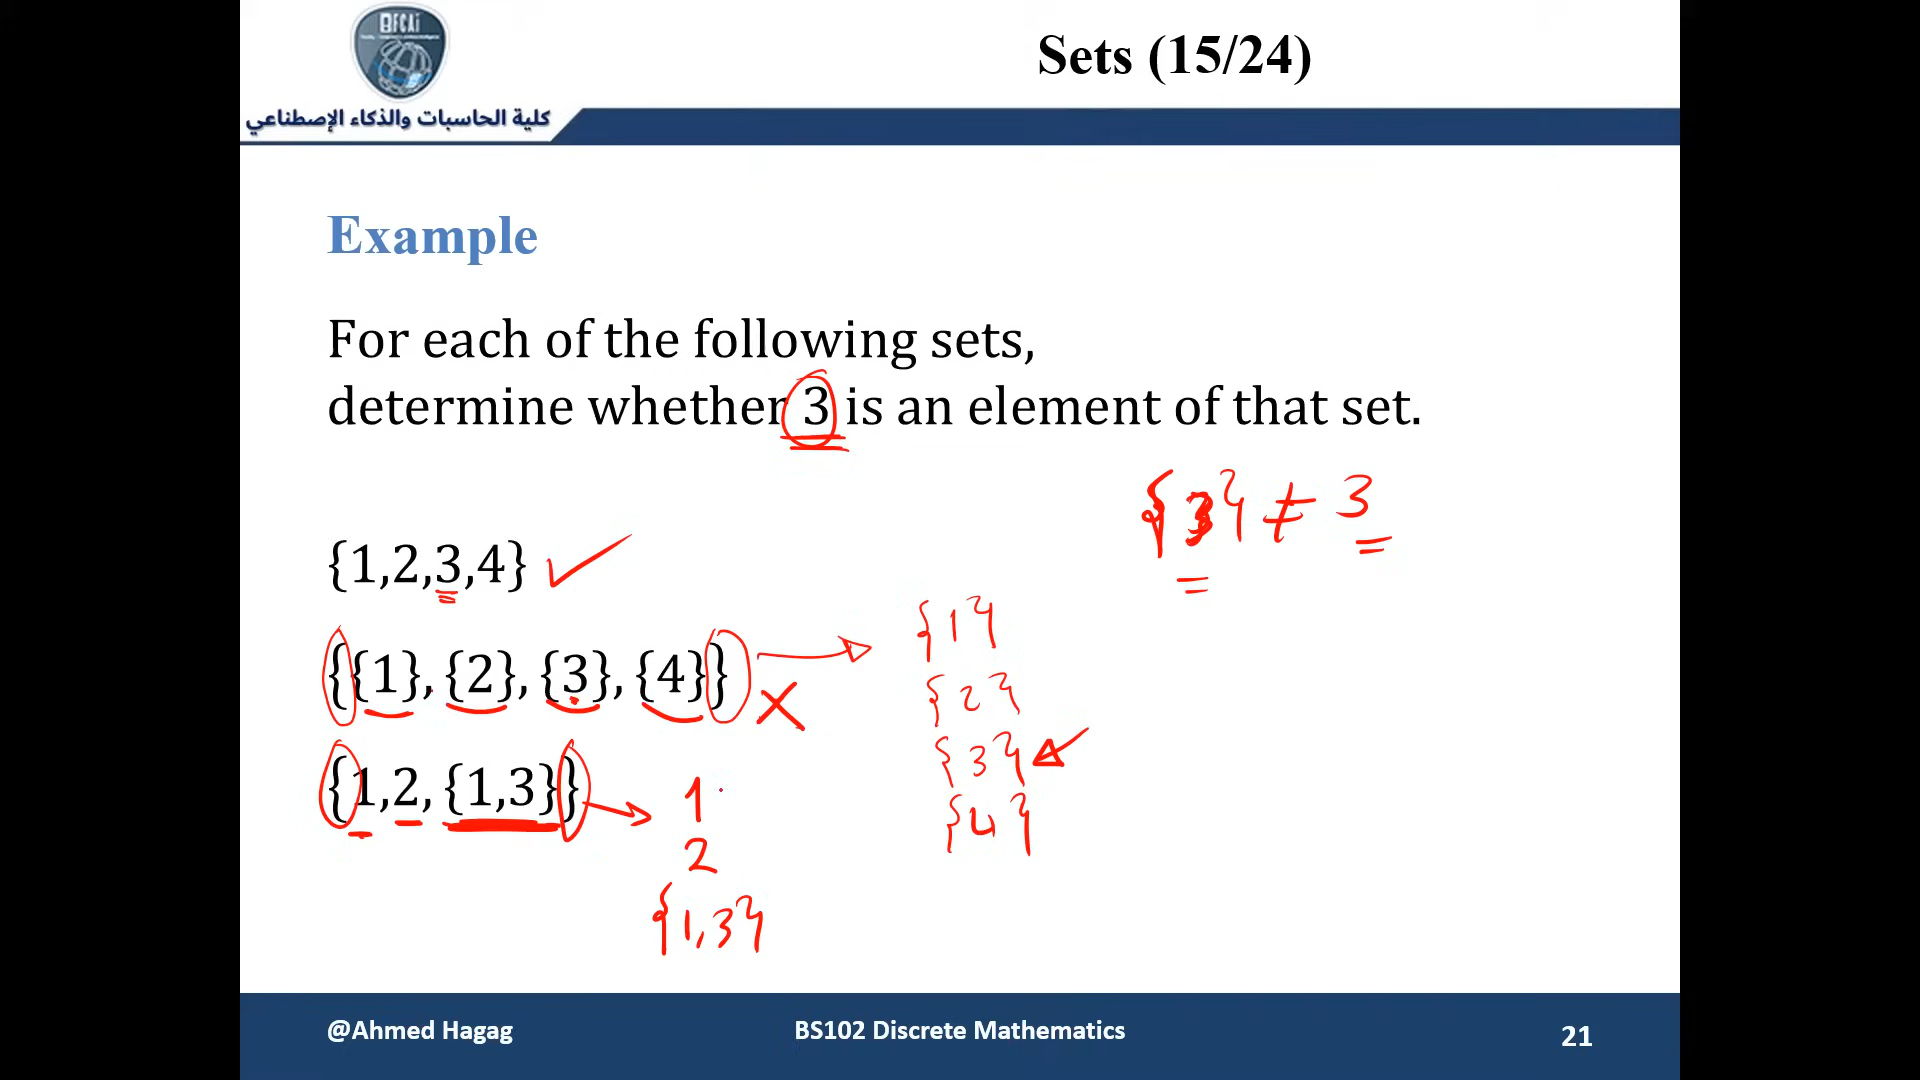 FCAi
Sets (15/24)
كلية الحاسبات والذكاء الإصطناعي
Example
For each of the following sets,
determine whether 3 is an element of that set.
{3} ≠ 3
{1,2,3,4}
{{1}, {2}, {3}, {4}}
{1}
{2}
{3}
{4}
{1,2, {1,3}}
1
2
{1,3}
@Ahmed Hagag
BS102 Discrete Mathematics
21